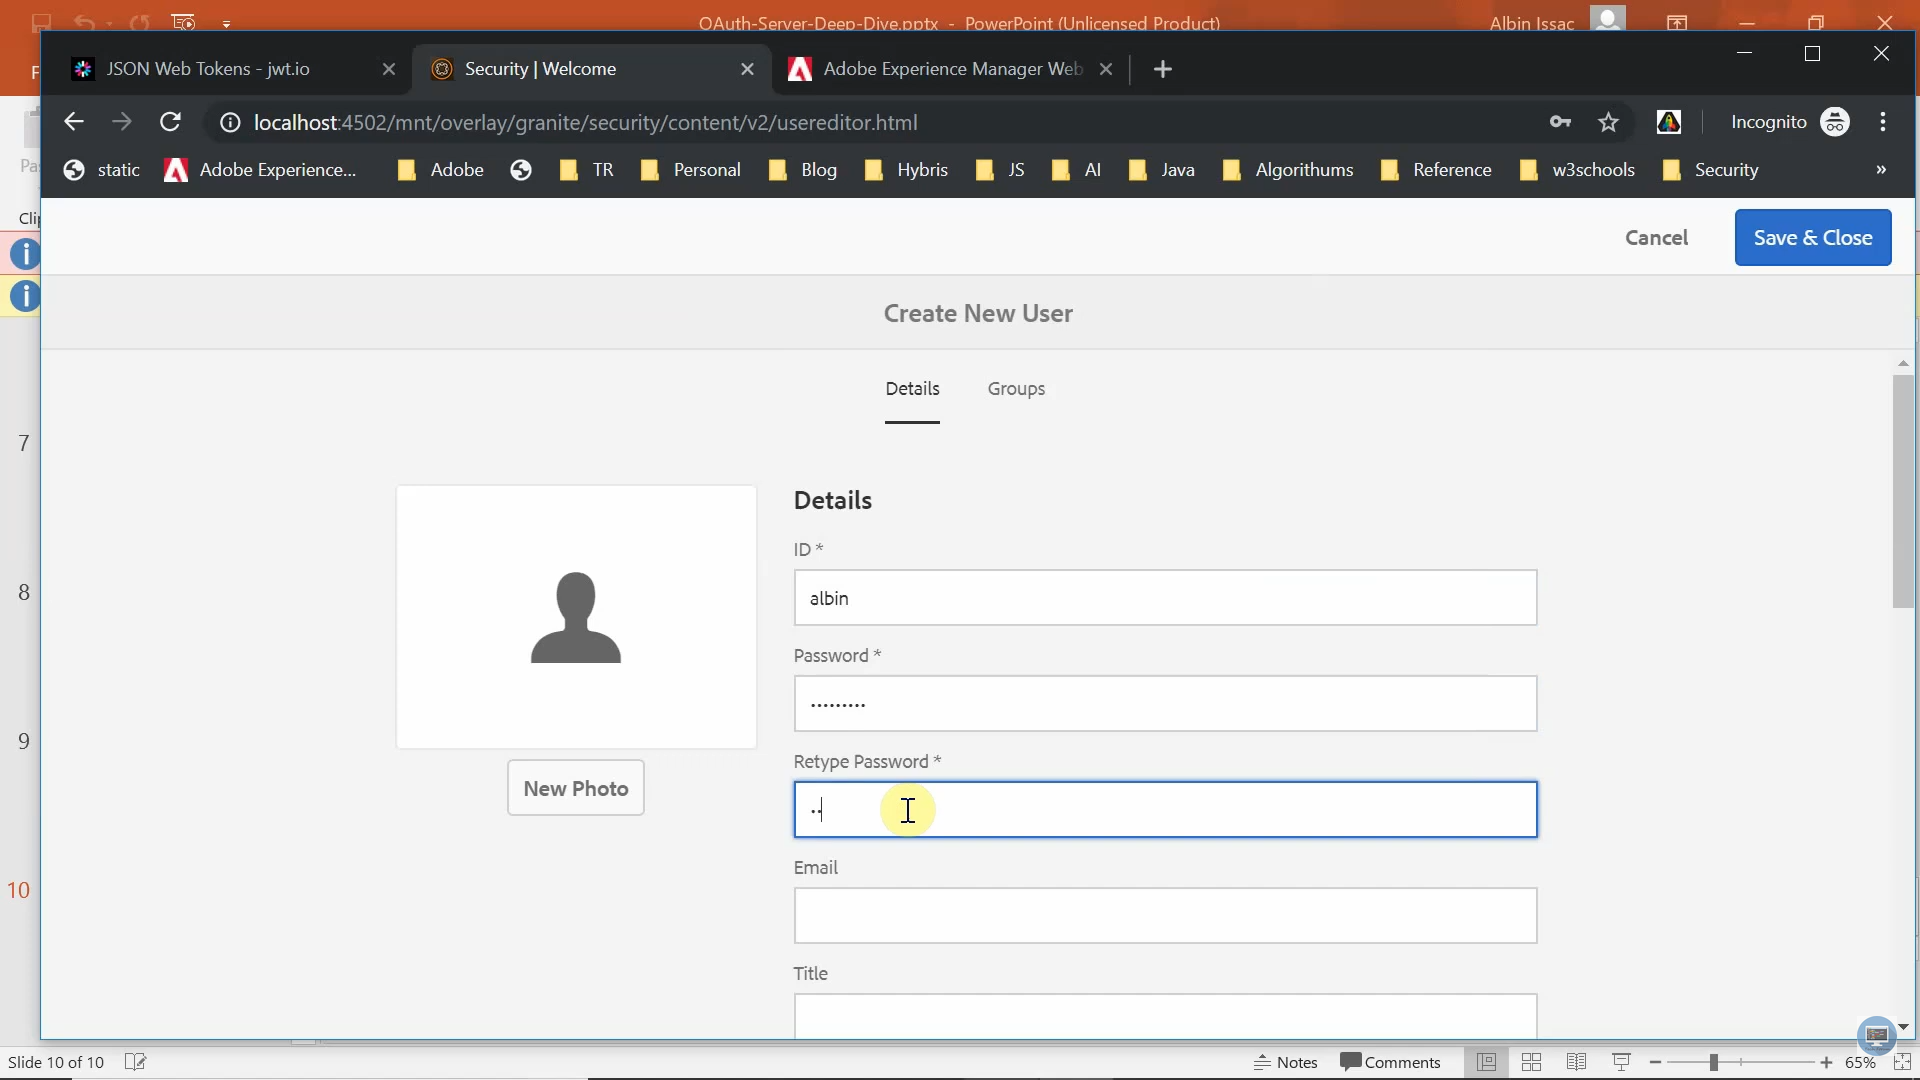 OAuth-Server-Deep-Dive.pptx - PowerPoint (Unlicensed Product)
Albin Issac
JSON Web Tokens - jwt.io
Security | Welcome
Adobe Experience Manager Web
localhost:4502/mnt/overlay/granite/security/content/v2/usereditor.html
Incognito
static
Adobe Experience...
Adobe
TR
Personal
Blog
Hybris
JS
AI
Java
Algorithums
Reference
w3schools
Security
»
Cancel
Save & Close
Create New User
Details
Groups
Details
ID *
albin
Password *
•••••••••
Retype Password *
••
Email
Title
New Photo
7
8
9
10
Slide 10 of 10
Notes
Comments
65%